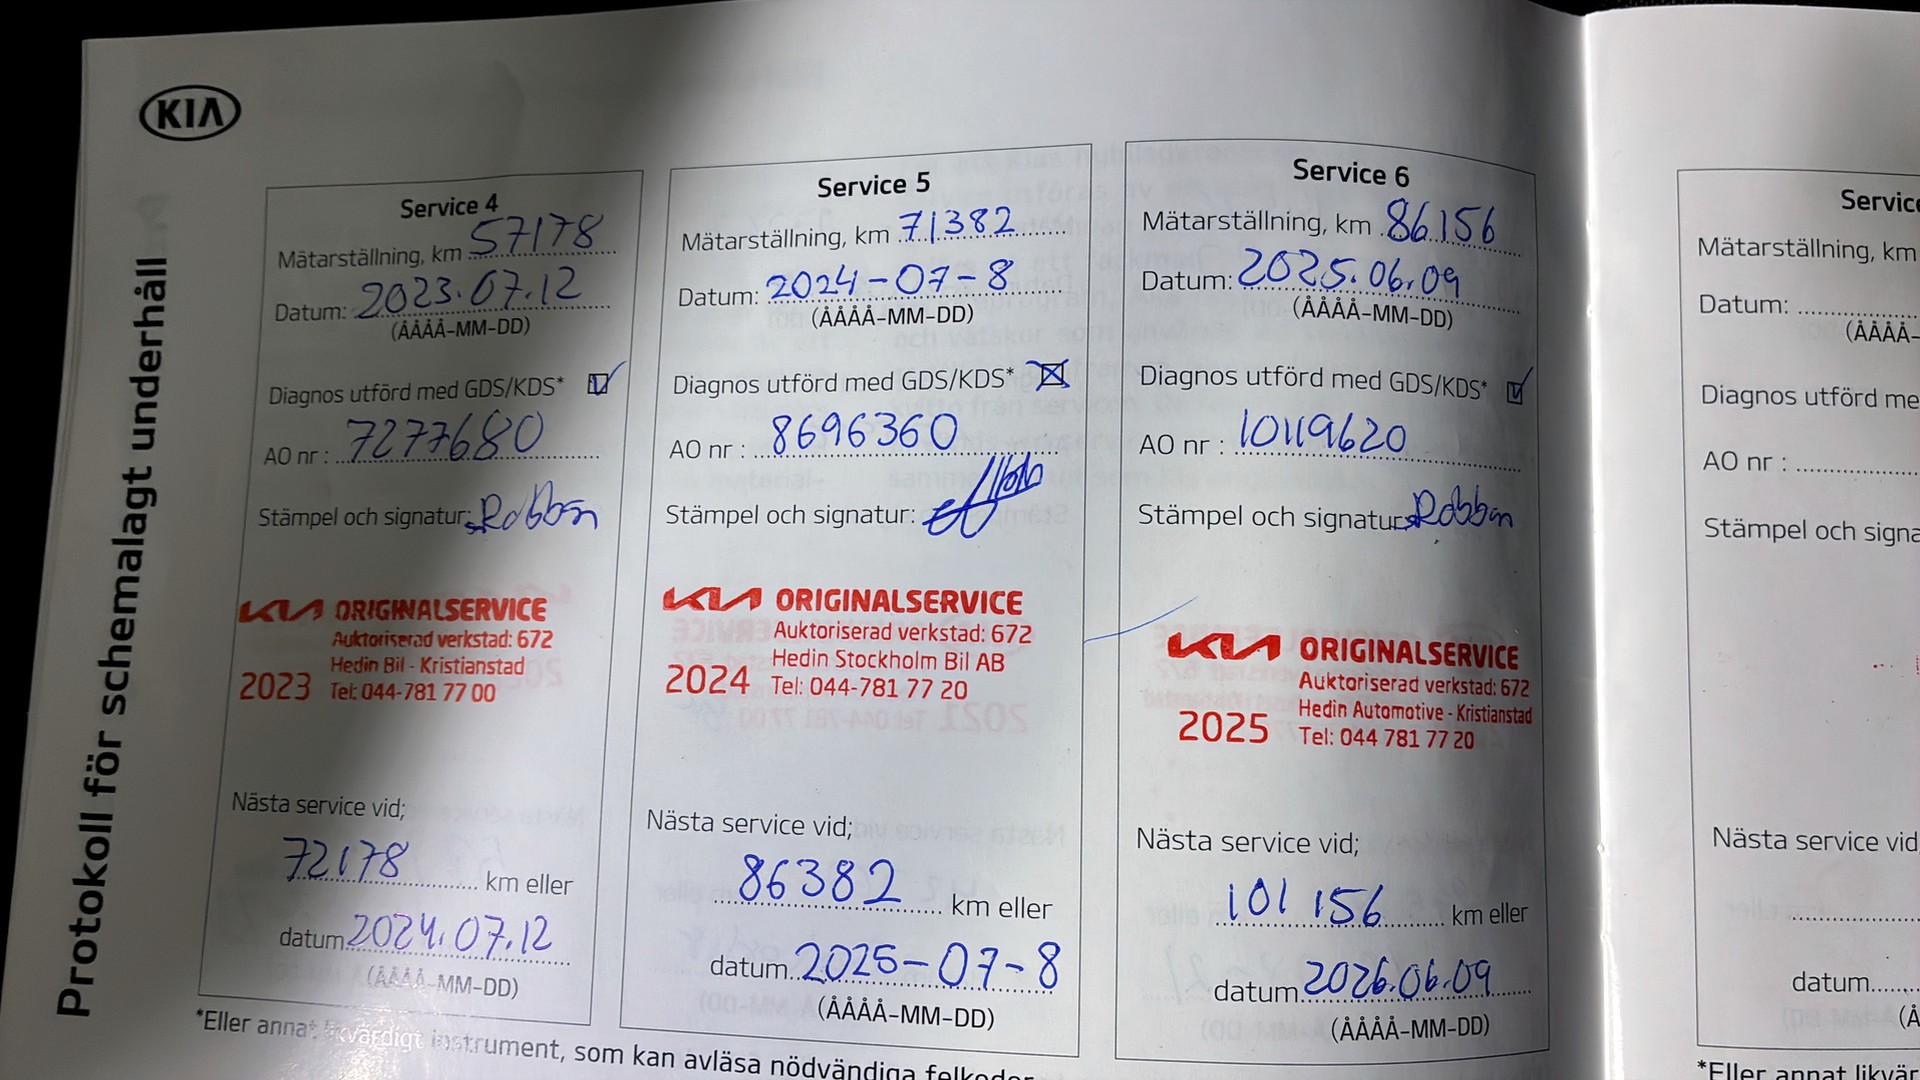 KIA
Protokoll för schemalagt underhåll
Service 4
Mätarställning, km 57178
Datum: 2023.07.12
(ÅÅÅÅ-MM-DD)
Diagnos utförd med GDS/KDS*
AO nr : 7277680
Stämpel och signatur: Robban
KIA ORIGINALSERVICE
Auktoriserad verkstad: 672
Hedin Bil - Kristianstad
2023 Tel: 044-781 77 00
Nästa service vid;
72178 km eller
datum 2024.07.12
(ÅÅÅÅ-MM-DD)
Service 5
Mätarställning, km 71382
Datum: 2024-07-8
(ÅÅÅÅ-MM-DD)
Diagnos utförd med GDS/KDS*
AO nr : 8696360
Stämpel och signatur:
KIA ORIGINALSERVICE
Auktoriserad verkstad: 672
Hedin Stockholm Bil AB
2024 Tel: 044-781 77 20
Nästa service vid;
86382 km eller
datum 2025-07-8
(ÅÅÅÅ-MM-DD)
Service 6
Mätarställning, km 86156
Datum: 2025.06.09
(ÅÅÅÅ-MM-DD)
Diagnos utförd med GDS/KDS*
AO nr : 10119620
Stämpel och signatur Robban
KIA ORIGINALSERVICE
Auktoriserad verkstad: 672
Hedin Automotive - Kristianstad
2025 Tel: 044 781 77 20
Nästa service vid;
101 156 km eller
datum 2026.06.09
(ÅÅÅÅ-MM-DD)
*Eller annat likvärdigt instrument, som kan avläsa nödvändiga felkoder
Service
Mätarställning, km
Datum:
(ÅÅÅÅ-
Diagnos utförd me
AO nr :
Stämpel och signa
Nästa service vid
datum
(Å
*Eller annat likvär